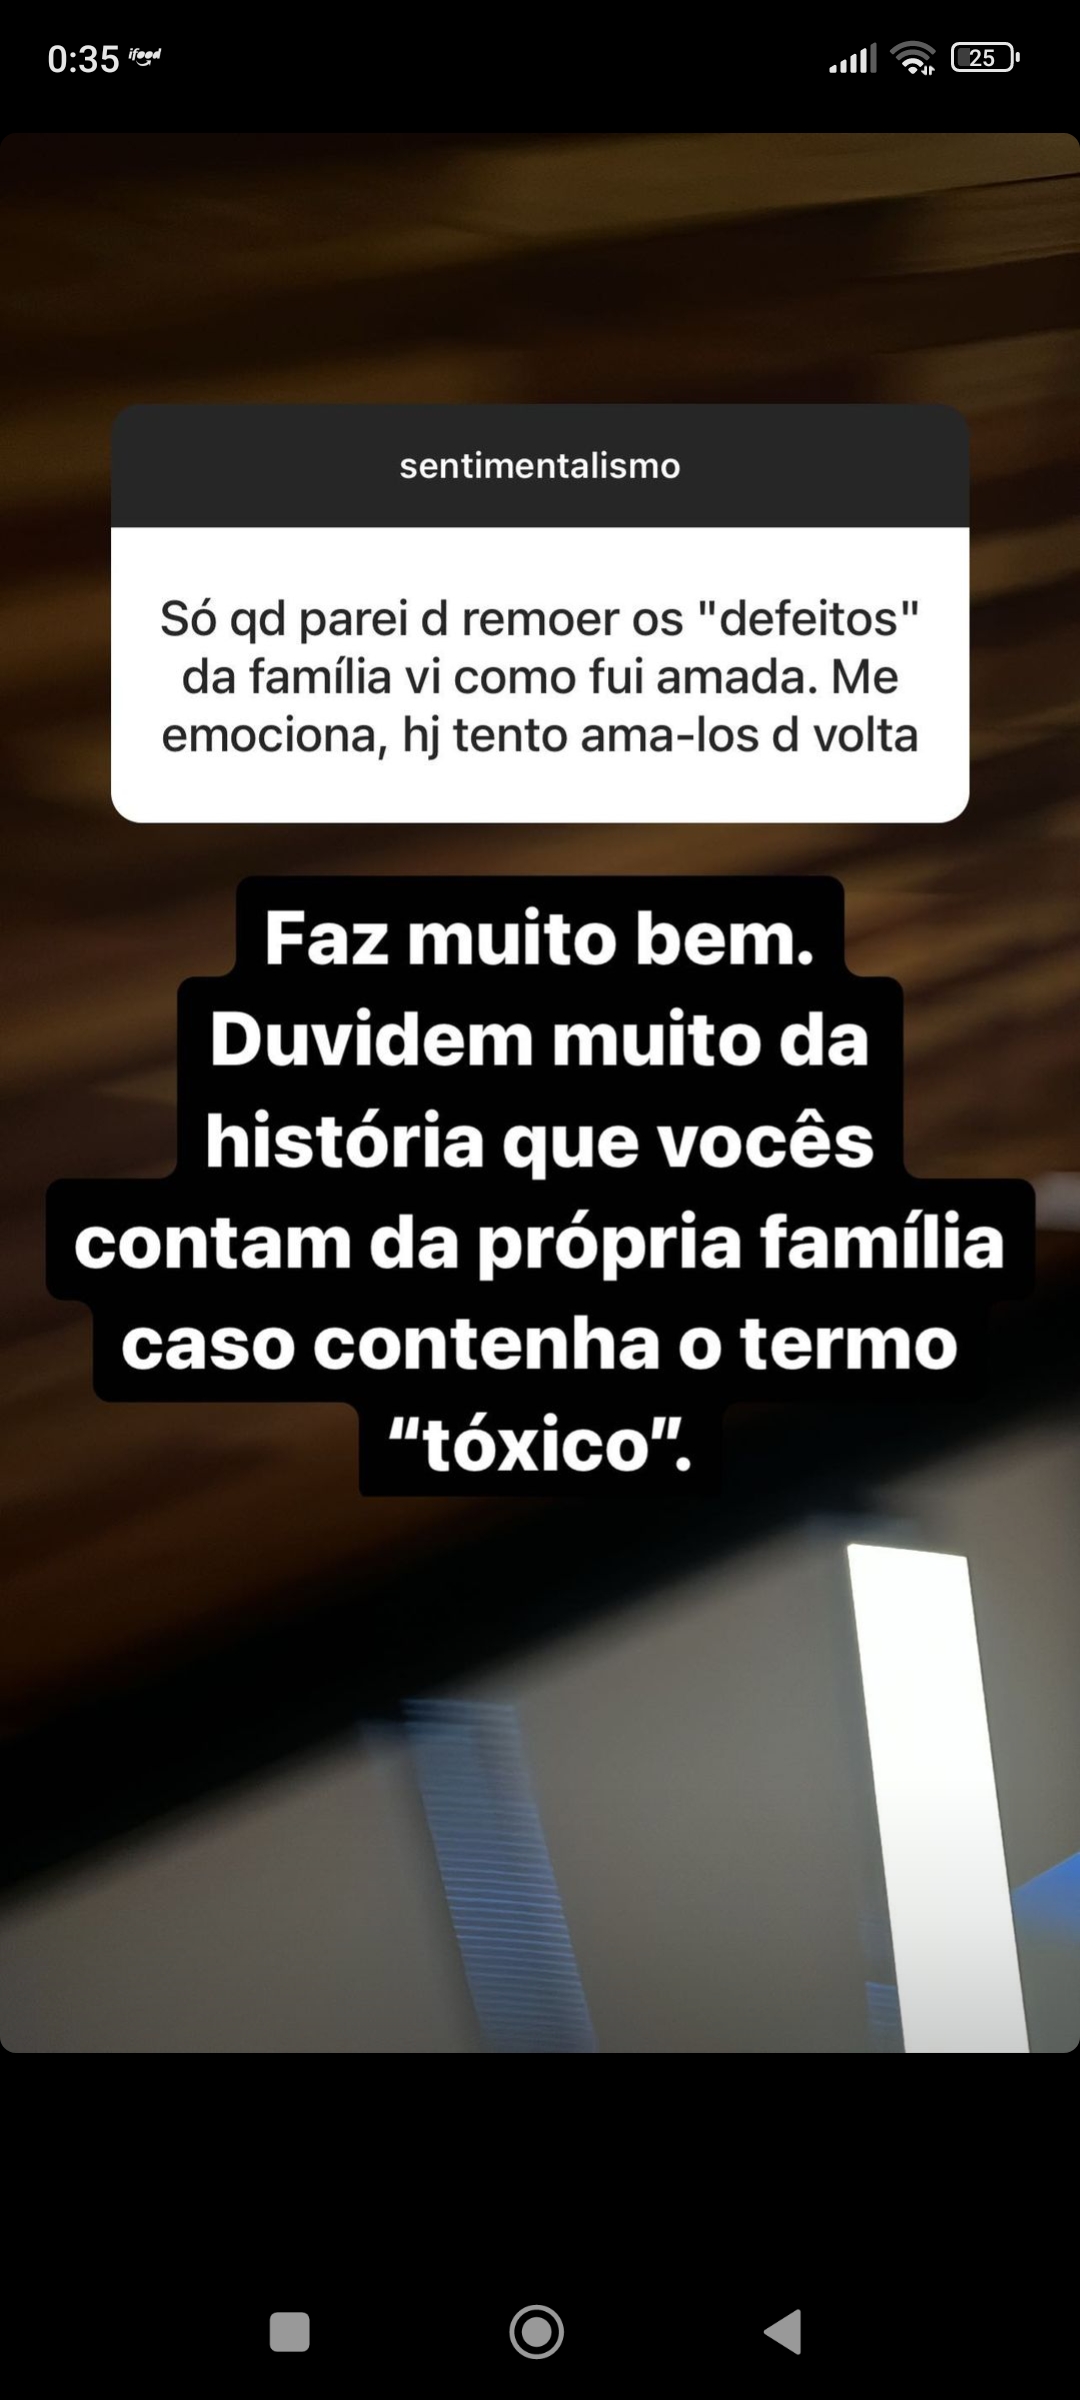 0:35 ifood 25
sentimentalismo
Só qd parei d remoer os "defeitos"
da família vi como fui amada. Me
emociona, hj tento ama-los d volta
Faz muito bem.
Duvidem muito da
história que vocês
contam da própria família
caso contenha o termo
“tóxico”.